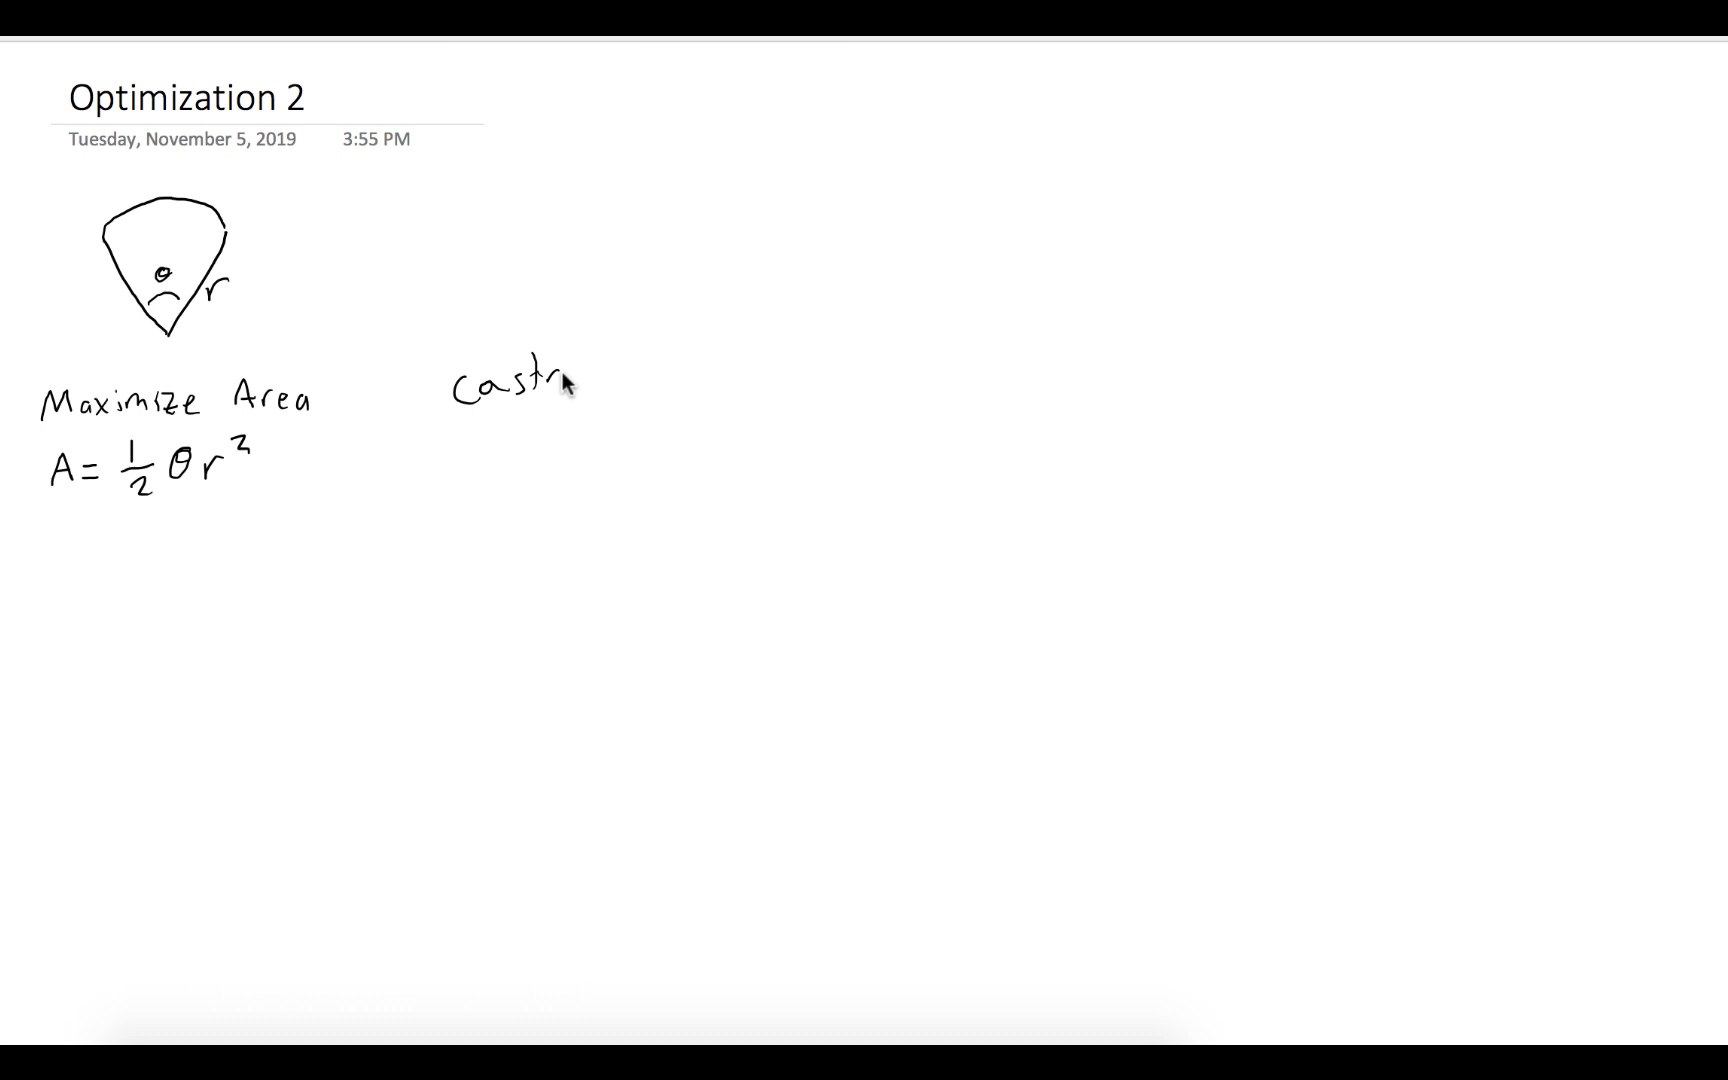 Optimization 2
Tuesday, November 5, 2019 3:55 PM
θ
r
Maximize Area
A = 1/2 θ r²
Castr